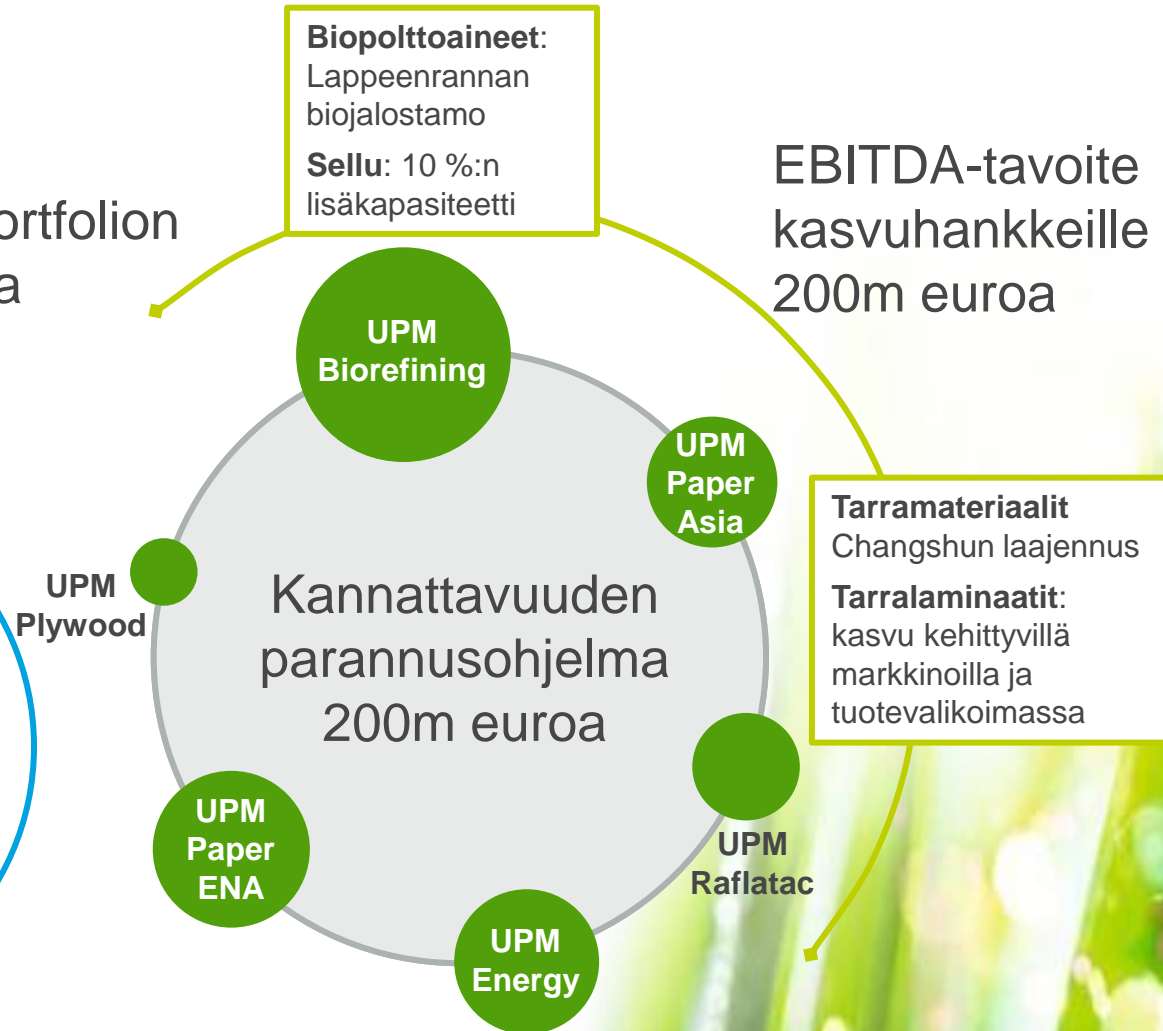 Biopolttoaineet:
Lappeenrannan
biojalostamo
Sellu: 10 %:n
lisäkapasiteetti
EBITDA-tavoite
kasvuhankkeille
200m euroa
UPM
Biorefining
UPM
Paper
Asia
Tarramateriaalit
Changshun laajennus
Tarralaminaatit:
kasvu kehittyvillä
markkinoilla ja
tuotevalikoimassa
UPM
Plywood
Kannattavuuden
parannusohjelma
200m euroa
UPM
Paper
ENA
UPM
Raflatac
UPM
Energy